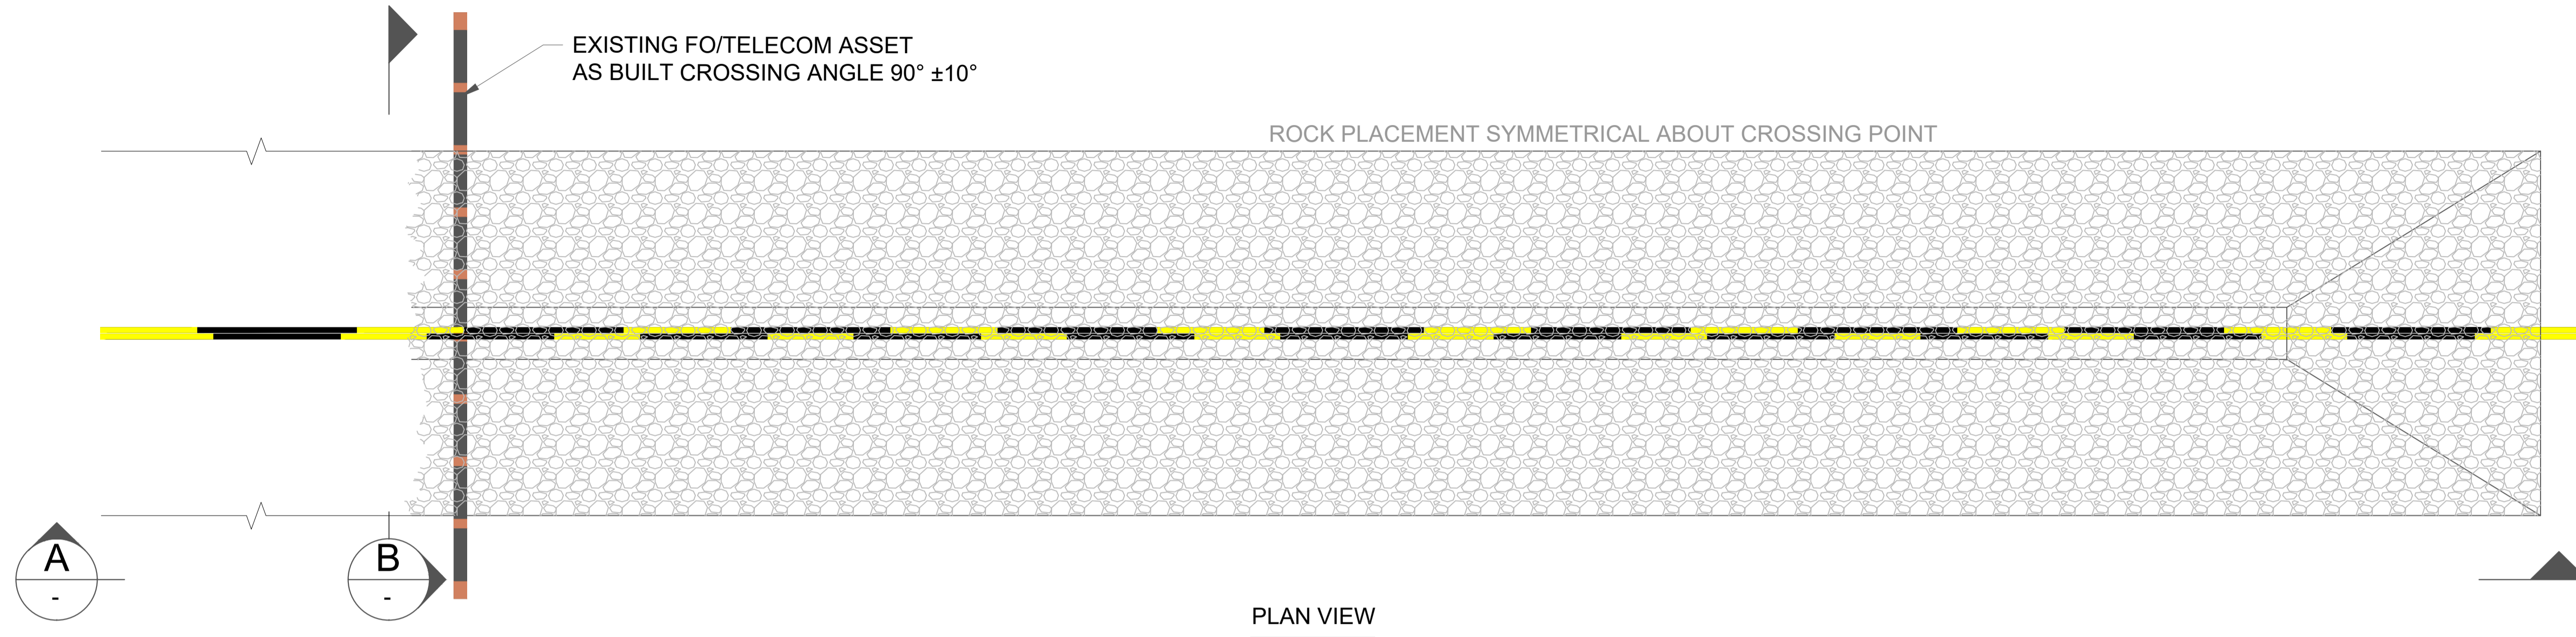 EXISTING FO/TELECOM ASSET
AS BUILT CROSSING ANGLE 90° ±10°
ROCK PLACEMENT SYMMETRICAL ABOUT CROSSING POINT
A
-
B
-
PLAN VIEW